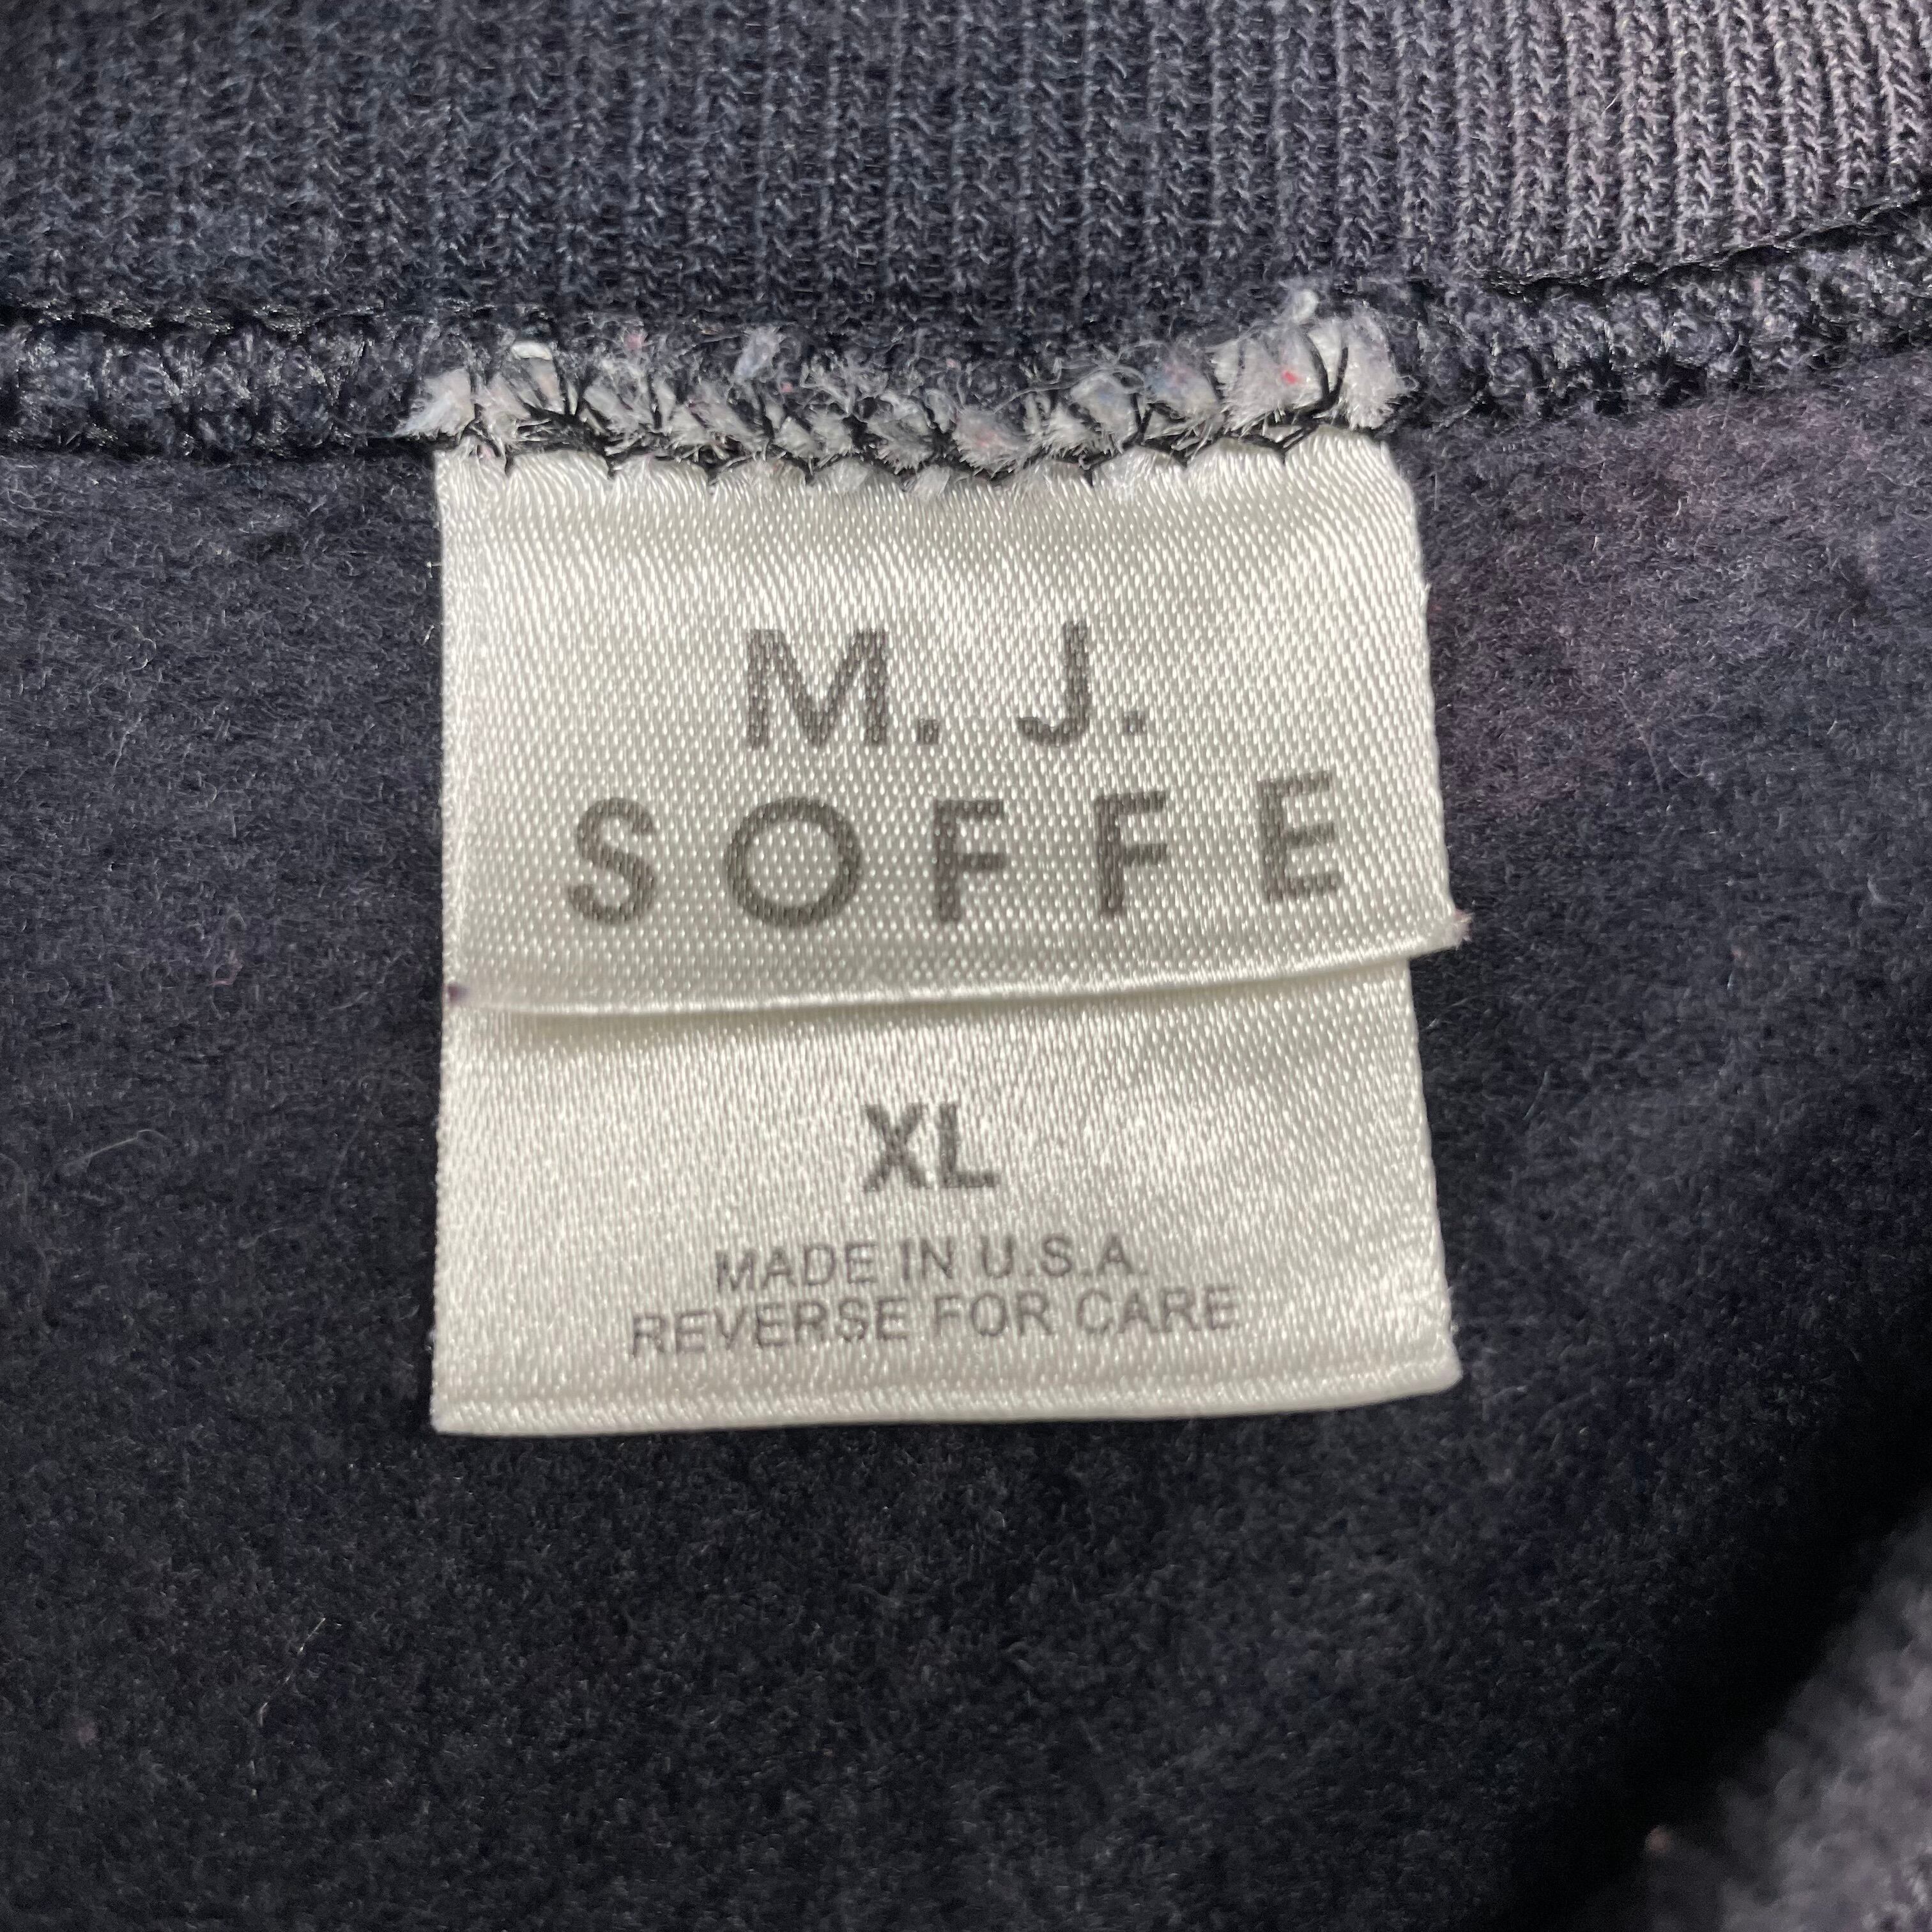 M. J.
SOFFE
XL
MADE IN U.S.A.
REVERSE FOR CARE